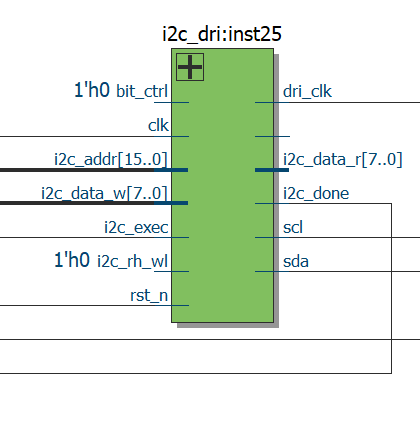 i2c_dri:inst25
1'h0 bit_ctrl
dri_clk
clk
i2c_addr[15..0]
i2c_data_r[7..0]
i2c_data_w[7..0]
i2c_done
i2c_exec
scl
1'h0 i2c_rh_wl
sda
rst_n